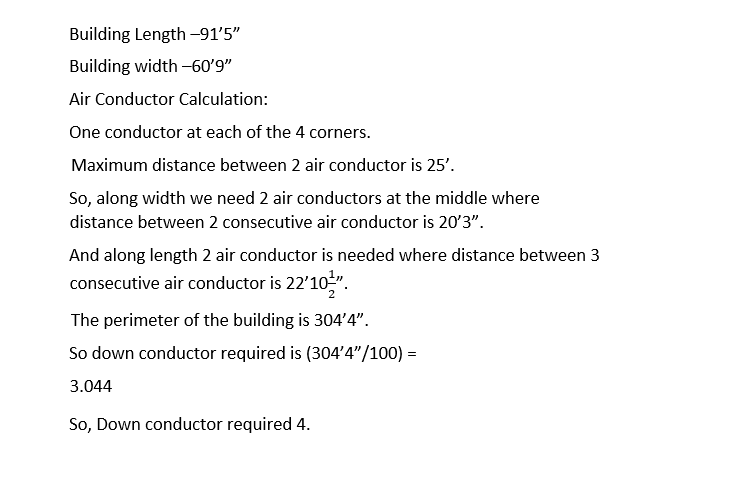 Building Length –91’5”
Building width –60’9”
Air Conductor Calculation:
One conductor at each of the 4 corners.
Maximum distance between 2 air conductor is 25’.
So, along width we need 2 air conductors at the middle where
distance between 2 consecutive air conductor is 20’3”.
And along length 2 air conductor is needed where distance between 3
consecutive air conductor is 22’10½”.
The perimeter of the building is 304’4”.
So down conductor required is (304’4”/100) =
3.044
So, Down conductor required 4.